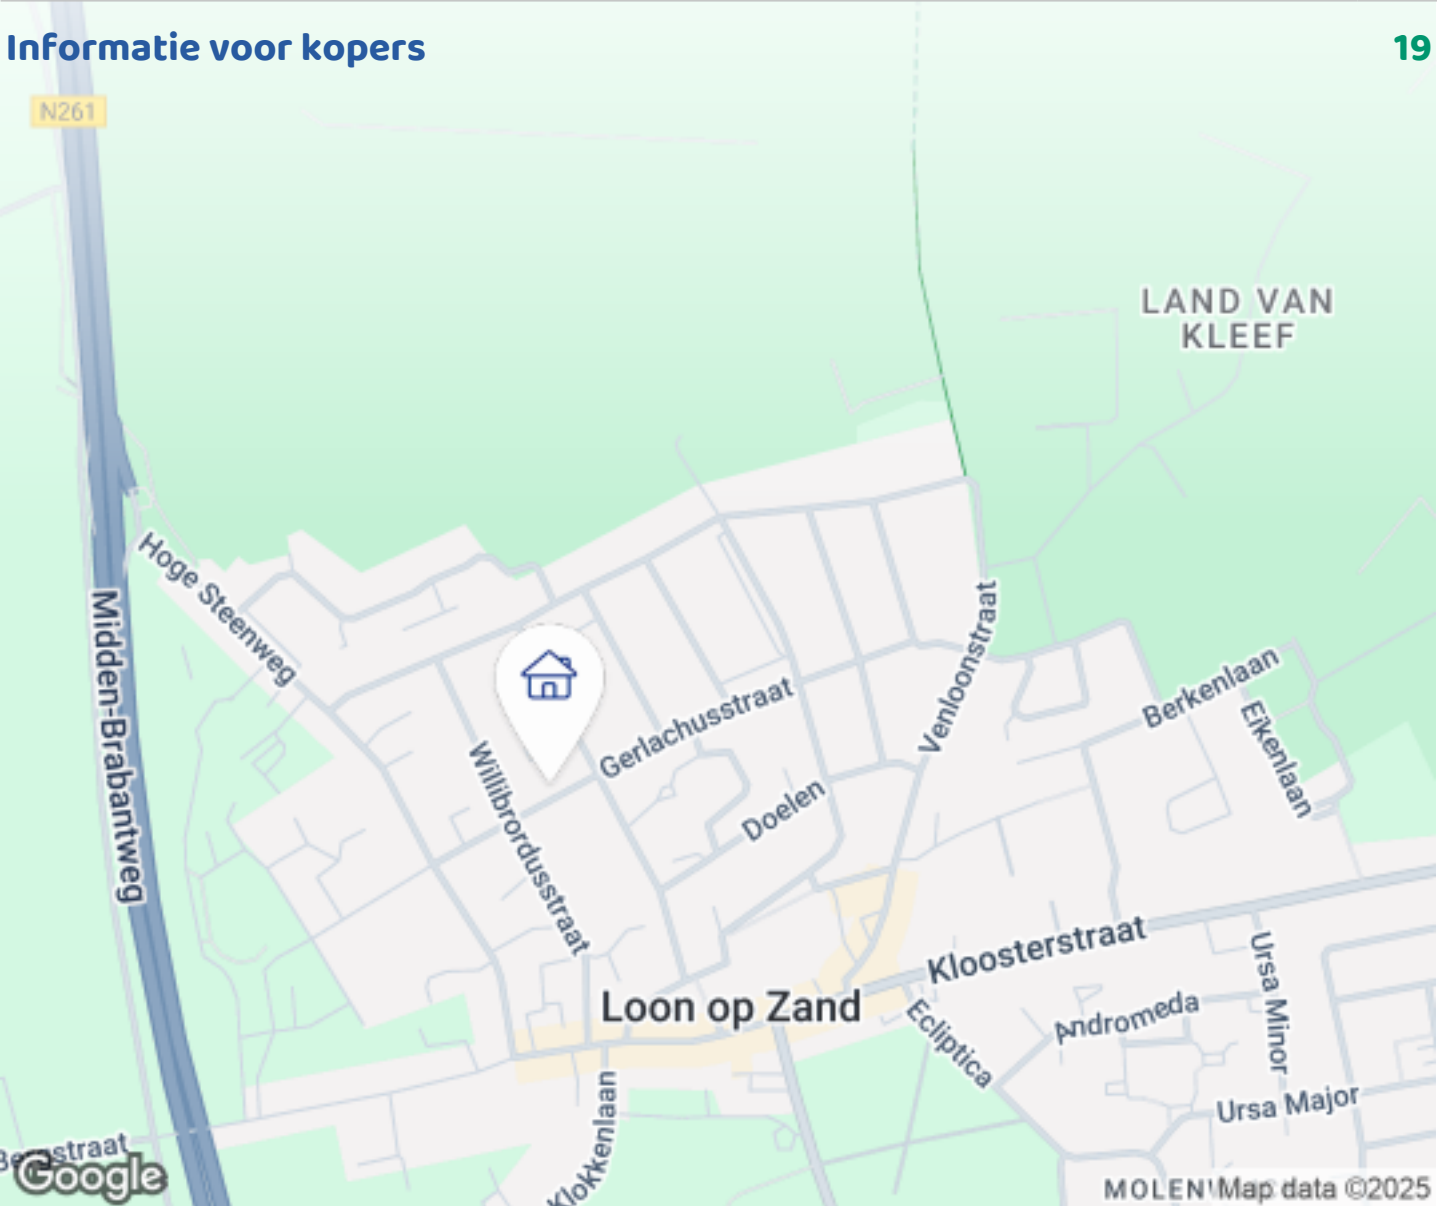 Informatie voor kopers
19
N261
LAND VAN
KLEEF
Hoge Steenweg
Midden-Brabantweg
Venloonstraat
Berkenlaan
Eikenlaan
Gerlachusstraat
Willibrordusstraat
Doelen
Kloosterstraat
Loon op Zand
Ursa Minor
Andromeda
Ecliptica
Ursa Major
Klokkenlaan
Google
Map data ©2025